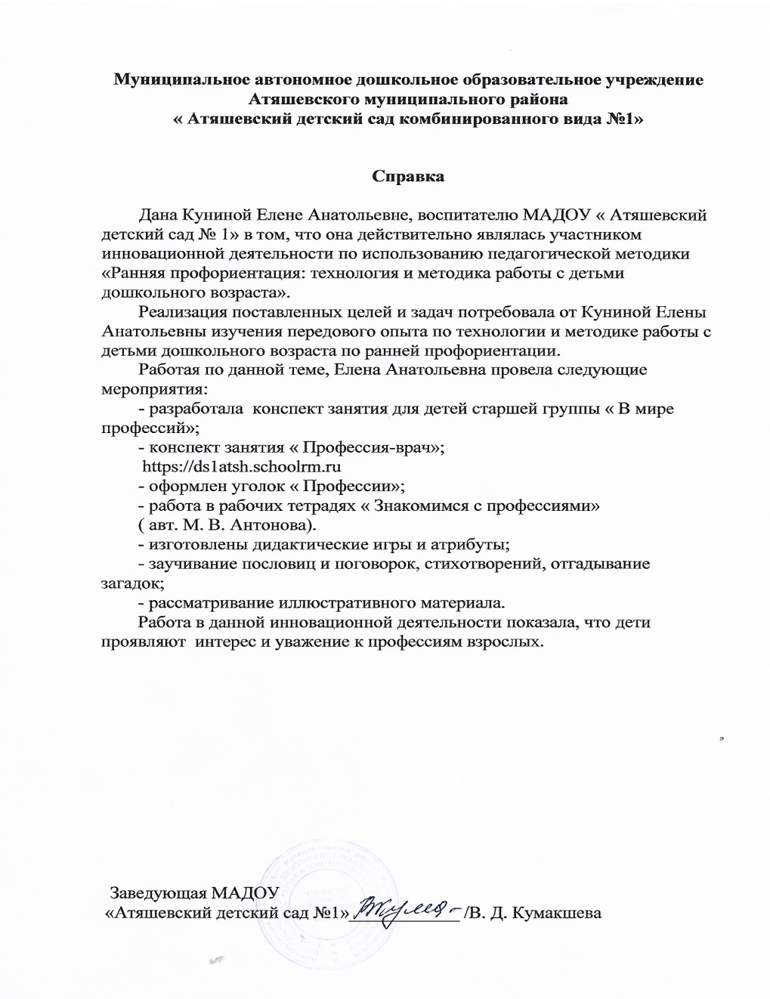 Муниципальное автономное дошкольное образовательное учреждение
Атяшевского муниципального района
« Атяшевский детский сад комбинированного вида №1»
Справка
Дана Куниной Елене Анатольевне, воспитателю МАДОУ « Атяшевский
детский сад № 1» в том, что она действительно являлась участником
инновационной деятельности по использованию педагогической методики
«Ранняя профориентация: технология и методика работы с детьми
дошкольного возраста».
Реализация поставленных целей и задач потребовала от Куниной Елены
Анатольевны изучения передового опыта по технологии и методике работы с
детьми дошкольного возраста по ранней профориентации.
Работая по данной теме, Елена Анатольевна провела следующие
мероприятия:
- разработала  конспект занятия для детей старшей группы « В мире
профессий»;
- конспект занятия « Профессия-врач»;
https://ds1atsh.schoolrm.ru
- оформлен уголок « Профессии»;
- работа в рабочих тетрадях « Знакомимся с профессиями»
( авт. М. В. Антонова).
- изготовлены дидактические игры и атрибуты;
- заучивание пословиц и поговорок, стихотворений, отгадывание
загадок;
- рассматривание иллюстративного материала.
Работа в данной инновационной деятельности показала, что дети
проявляют  интерес и уважение к профессиям взрослых.
Заведующая МАДОУ
«Атяшевский детский сад №1»____________ /В. Д. Кумакшева